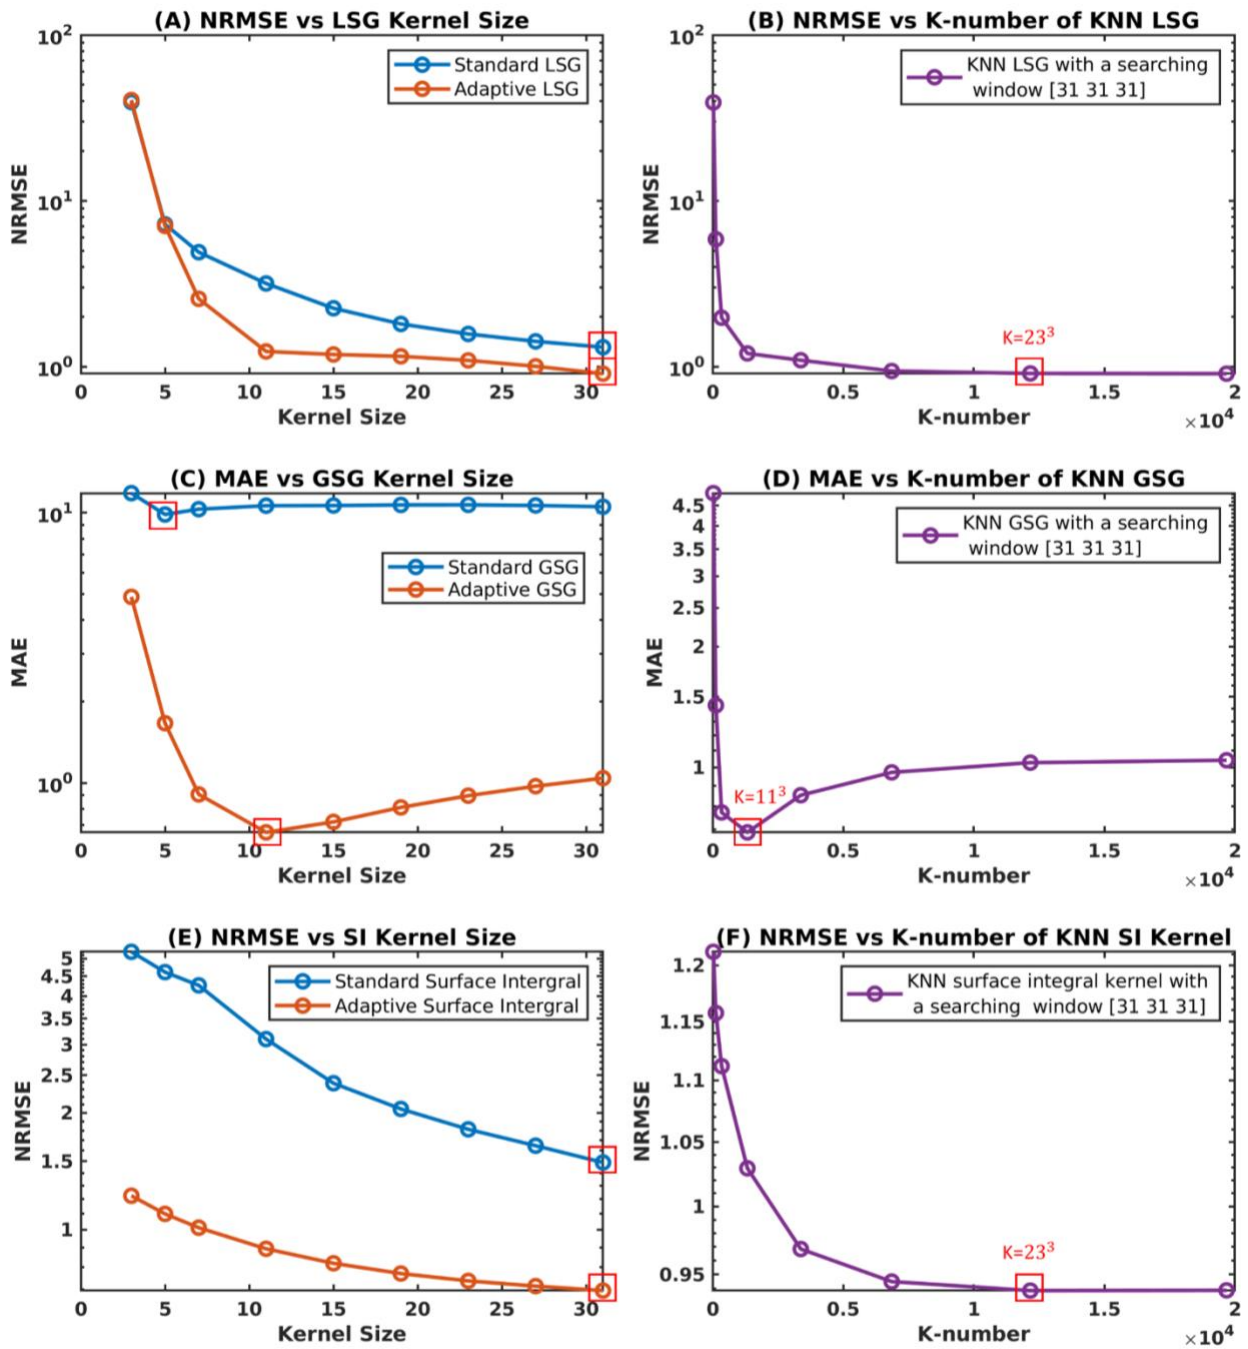 (A) NRMSE vs LSG Kernel Size
10²
10¹
10⁰
NRMSE
Standard LSG
Adaptive LSG
0 5 10 15 20 25 30
Kernel Size
(B) NRMSE vs K-number of KNN LSG
10²
10¹
10⁰
NRMSE
KNN LSG with a searching
window [31 31 31]
K=23³
0 0.5 1 1.5 2
K-number
×10⁴
(C) MAE vs GSG Kernel Size
10¹
10⁰
MAE
Standard GSG
Adaptive GSG
0 5 10 15 20 25 30
Kernel Size
(D) MAE vs K-number of KNN GSG
4.5
4
3.5
3
2.5
2
1.5
1
MAE
KNN GSG with a searching
window [31 31 31]
K=11³
0 0.5 1 1.5 2
K-number
×10⁴
(E) NRMSE vs SI Kernel Size
5
4.5
4
3.5
3
2.5
2
1.5
1
NRMSE
Standard Surface Intergral
Adaptive Surface Intergral
0 5 10 15 20 25 30
Kernel Size
(F) NRMSE vs K-number of KNN SI Kernel
1.2
1.15
1.1
1.05
1
0.95
NRMSE
KNN surface integral kernel with
a searching window [31 31 31]
K=23³
0 0.5 1 1.5 2
K-number
×10⁴